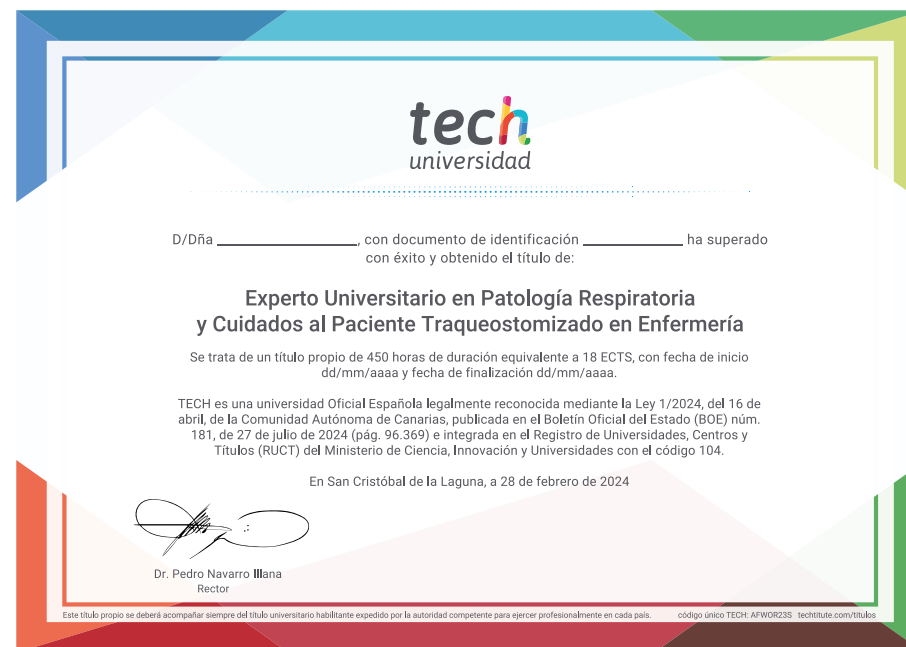 tech
universidad
D/Dña ____________________, con documento de identificación ______________ ha superado
con éxito y obtenido el título de:
Experto Universitario en Patología Respiratoria
y Cuidados al Paciente Traqueostomizado en Enfermería
Se trata de un título propio de 450 horas de duración equivalente a 18 ECTS, con fecha de inicio
dd/mm/aaaa y fecha de finalización dd/mm/aaaa.
TECH es una universidad Oficial Española legalmente reconocida mediante la Ley 1/2024, del 16 de
abril, de la Comunidad Autónoma de Canarias, publicada en el Boletín Oficial del Estado (BOE) núm.
181, de 27 de julio de 2024 (pág. 96.369) e integrada en el Registro de Universidades, Centros y
Títulos (RUCT) del Ministerio de Ciencia, Innovación y Universidades con el código 104.
En San Cristóbal de la Laguna, a 28 de febrero de 2024
Dr. Pedro Navarro Illana
Rector
Este título propio se deberá acompañar siempre del título universitario habilitante expedido por la autoridad competente para ejercer profesionalmente en cada país. código único TECH: AFWOR23S techtitute.com/titulos